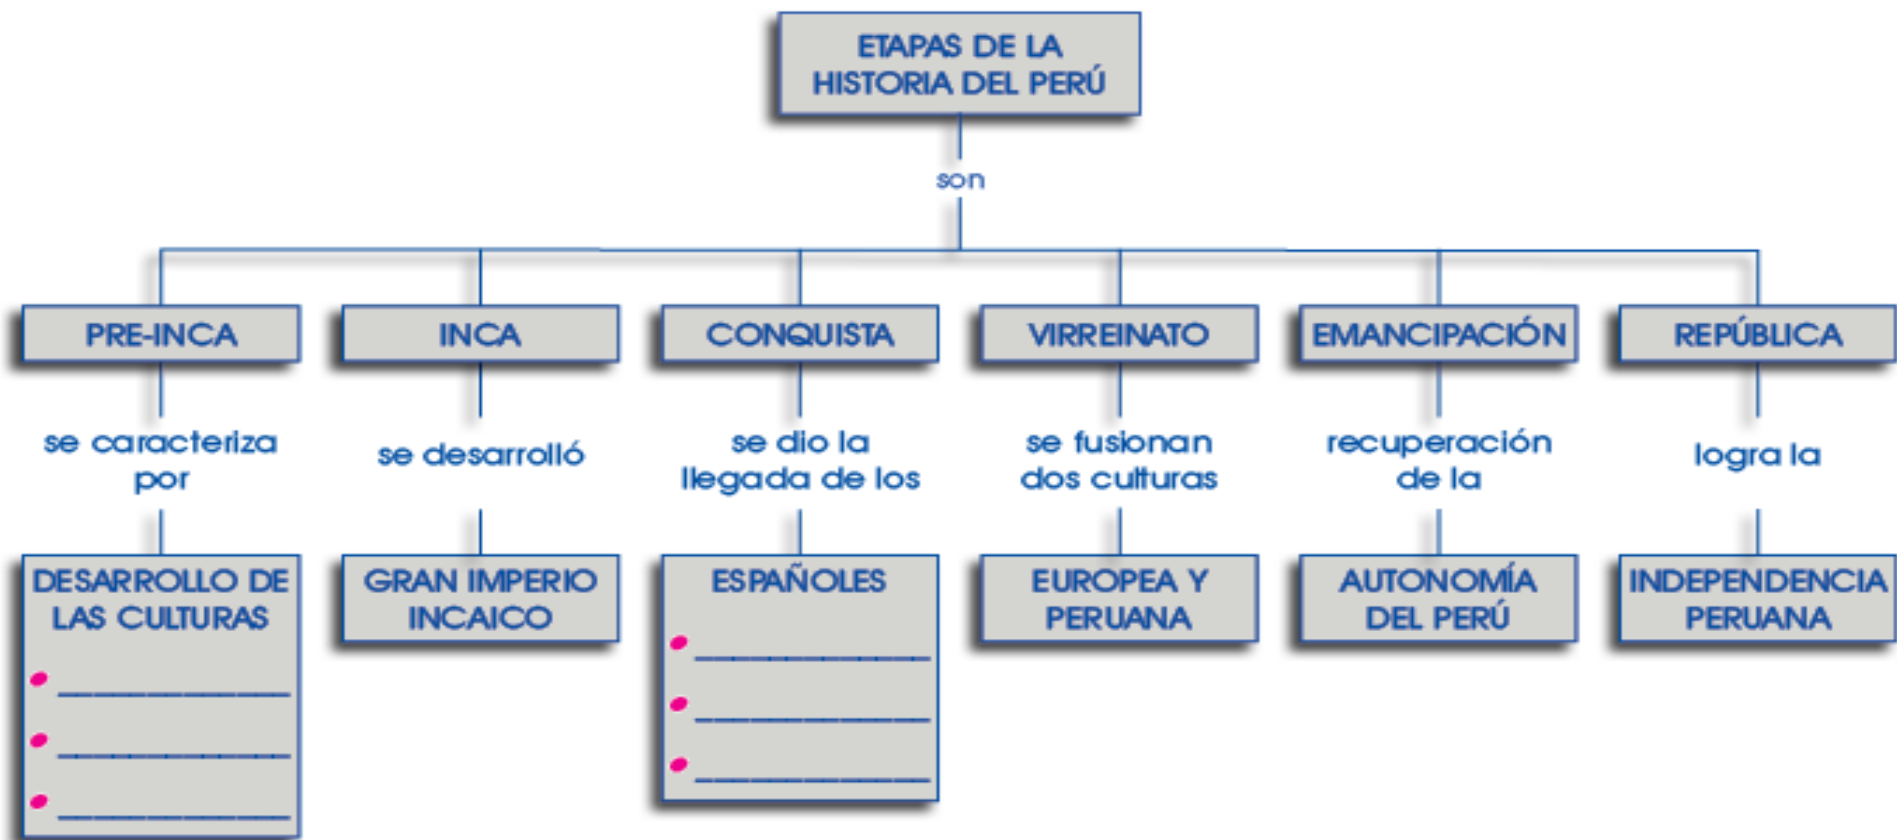 ETAPAS DE LA
HISTORIA DEL PERÚ
son
PRE-INCA
INCA
CONQUISTA
VIRREINATO
EMANCIPACIÓN
REPÚBLICA
se caracteriza
por
se desarrolló
se dio la
llegada de los
se fusionan
dos culturas
recuperación
de la
logra la
DESARROLLO DE
LAS CULTURAS
GRAN IMPERIO
INCAICO
ESPAÑOLES
EUROPEA Y
PERUANA
AUTONOMÍA
DEL PERÚ
INDEPENDENCIA
PERUANA